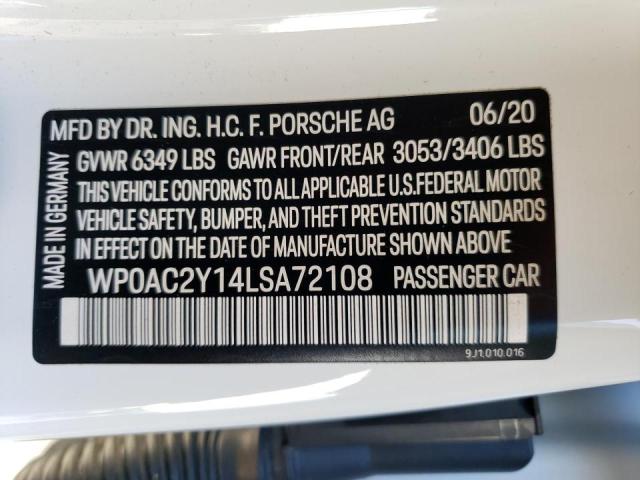 MFD BY DR. ING. H.C. F. PORSCHE AG 06/20
GVWR 6349 LBS GAWR FRONT/REAR 3053/3406 LBS
THIS VEHICLE CONFORMS TO ALL APPLICABLE U.S.FEDERAL MOTOR
VEHICLE SAFETY, BUMPER, AND THEFT PREVENTION STANDARDS
IN EFFECT ON THE DATE OF MANUFACTURE SHOWN ABOVE
WP0AC2Y14LSA72108 PASSENGER CAR
9J1.010.016
MADE IN GERMANY